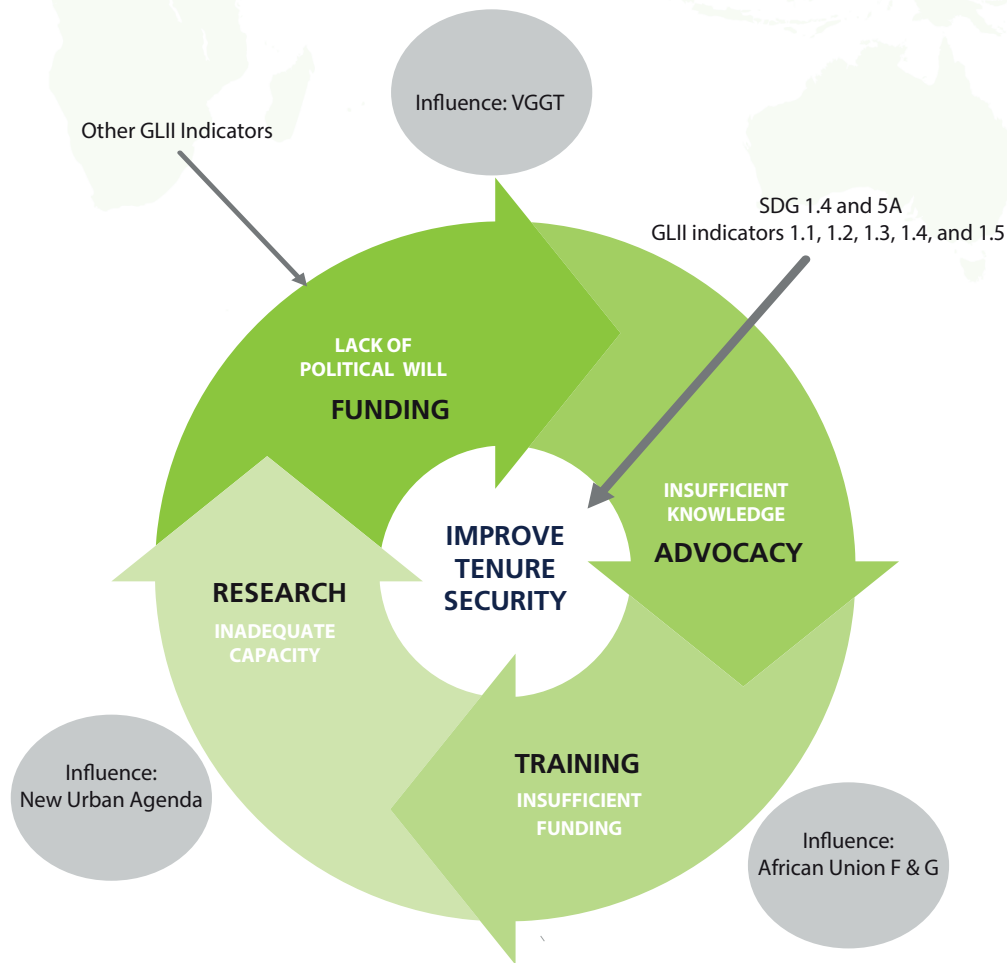 Influence: VGGT
Other GLII Indicators
SDG 1.4 and 5A
GLII indicators 1.1, 1.2, 1.3, 1.4, and 1.5
LACK OF
POLITICAL WILL
FUNDING
INSUFFICIENT
KNOWLEDGE
ADVOCACY
IMPROVE
TENURE
SECURITY
RESEARCH
INADEQUATE
CAPACITY
TRAINING
INSUFFICIENT
FUNDING
Influence:
New Urban Agenda
Influence:
African Union F & G